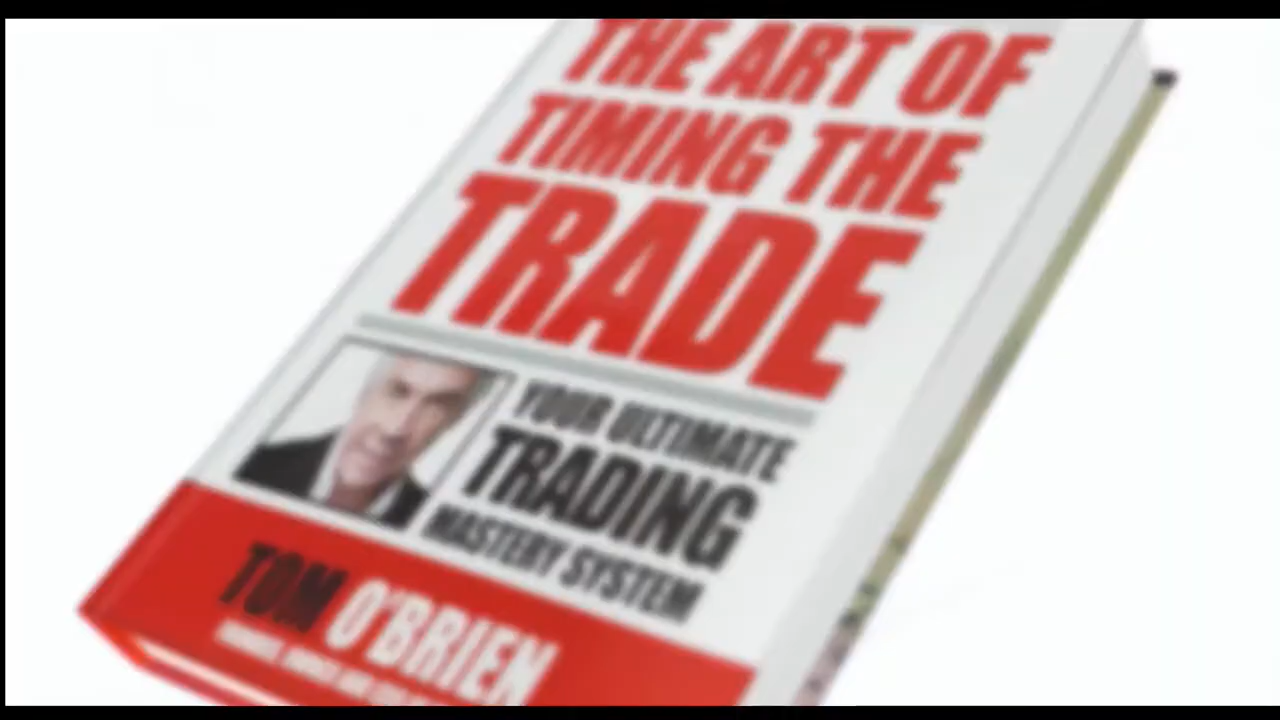 THE ART OF
TIMING THE
TRADE
YOUR ULTIMATE
TRADING
MASTERY SYSTEM
TOM O'BRIEN